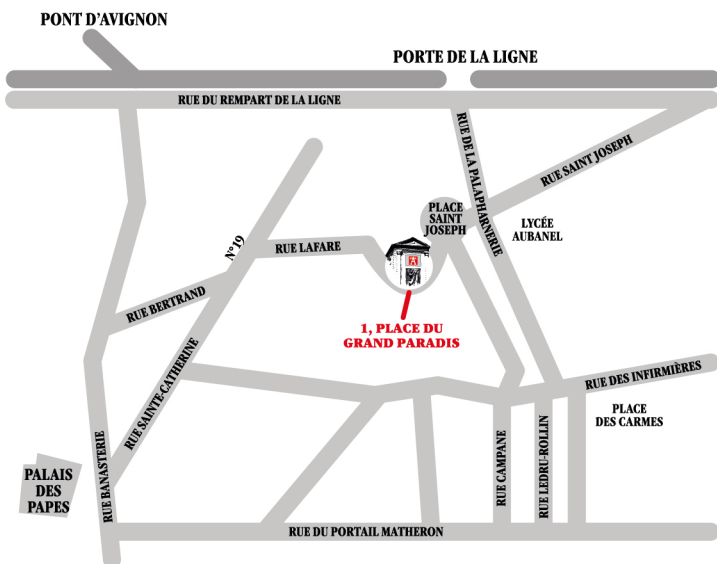 PONT D'AVIGNON
PORTE DE LA LIGNE
RUE DU REMPART DE LA LIGNE
RUE DE LA PALAPHARNERIE
RUE SAINT JOSEPH
PLACE
SAINT
JOSEPH
LYCÉE
AUBANEL
N°19
RUE LAFARE
RUE BERTRAND
1, PLACE DU
GRAND PARADIS
RUE SAINTE-CATHERINE
RUE DES INFIRMIÈRES
PLACE
DES CARMES
RUE BANASTERIE
RUE CAMPANE
RUE LEDRU-ROLLIN
PALAIS
DES
PAPES
RUE DU PORTAIL MATHERON